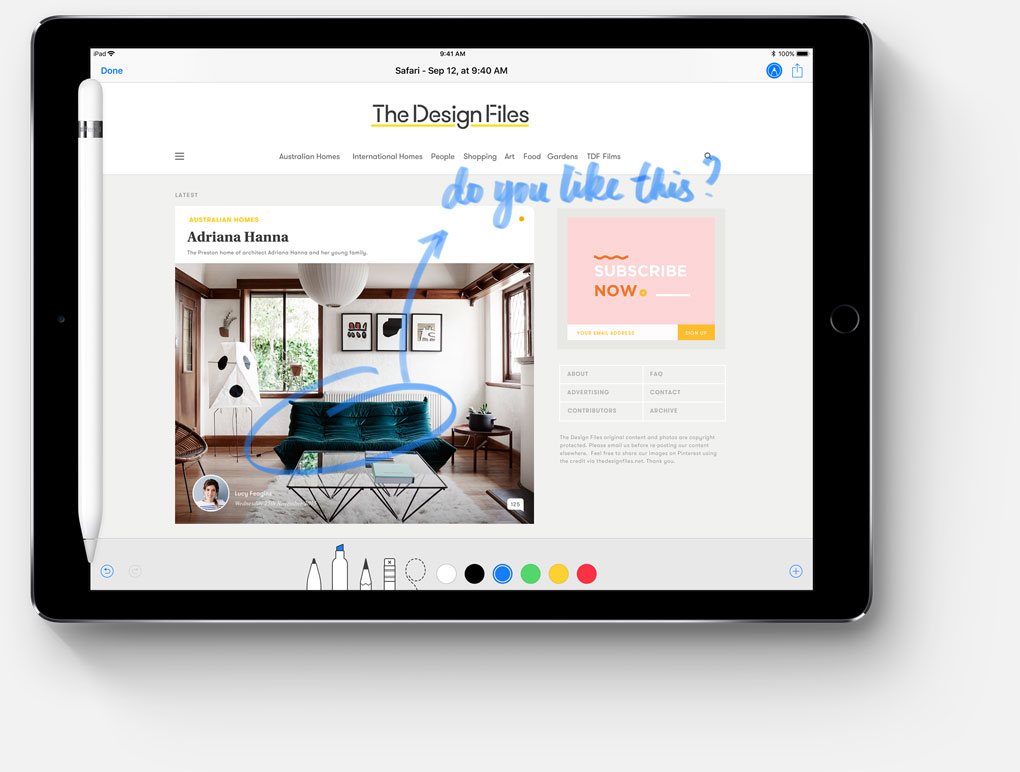 iPad 9:41 AM 100%
Done Safari - Sep 12, at 9:40 AM
The Design Files
Australian Homes International Homes People Shopping Art Food Gardens TDF Films
do you like this?
LATEST
AUSTRALIAN HOMES
Adriana Hanna
The Preston home of architect Adriana Hanna and her young family.
Lucy Feagins
125
SUBSCRIBE
NOW
YOUR EMAIL ADDRESS SIGN UP
ABOUT FAQ
ADVERTISING CONTACT
CONTRIBUTORS ARCHIVE
The Design Files original content and photos are copyright
protected. Please email us before re-posting our content
elsewhere. Feel free to share our images on Pinterest using
the credit via thedesignfiles.net. Thank you.